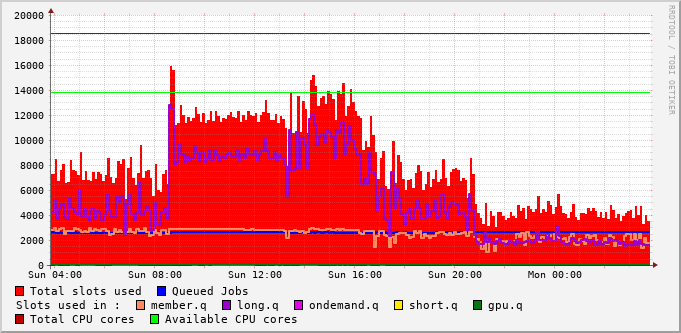 RRDTOOL / TOBI OETIKER
20000
18000
16000
14000
12000
10000
8000
6000
4000
2000
0
Sun 04:00 Sun 08:00 Sun 12:00 Sun 16:00 Sun 20:00 Mon 00:00
Total slots used Queued Jobs
Slots used in : member.q long.q ondemand.q short.q gpu.q
Total CPU cores Available CPU cores